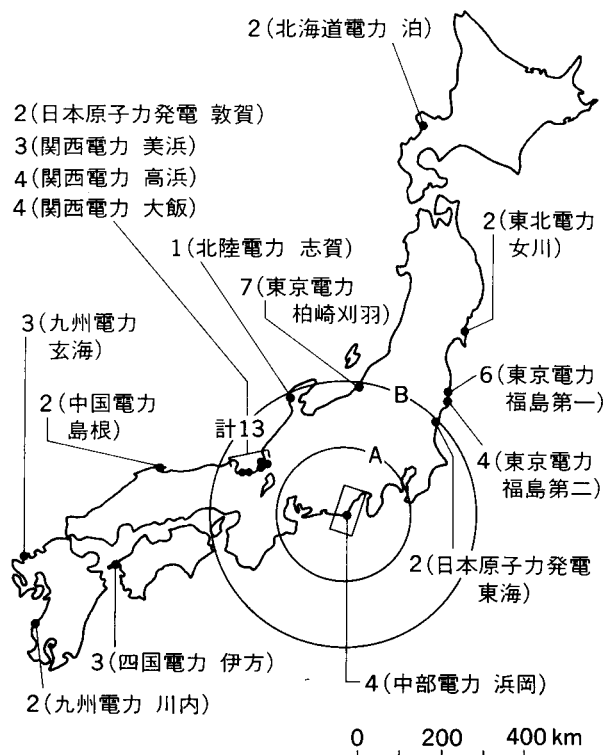 2(北海道電力 泊)
2(日本原子力発電 敦賀)
3(関西電力 美浜)
4(関西電力 高浜)
4(関西電力 大飯)
1(北陸電力 志賀)
7(東京電力
柏崎刈羽)
2(東北電力
女川)
3(九州電力
玄海)
2(中国電力
島根)
計13
B
A
6(東京電力
福島第一)
4(東京電力
福島第二)
2(日本原子力発電
東海)
3(四国電力 伊方)
4(中部電力 浜岡)
2(九州電力 川内)
0 200 400 km